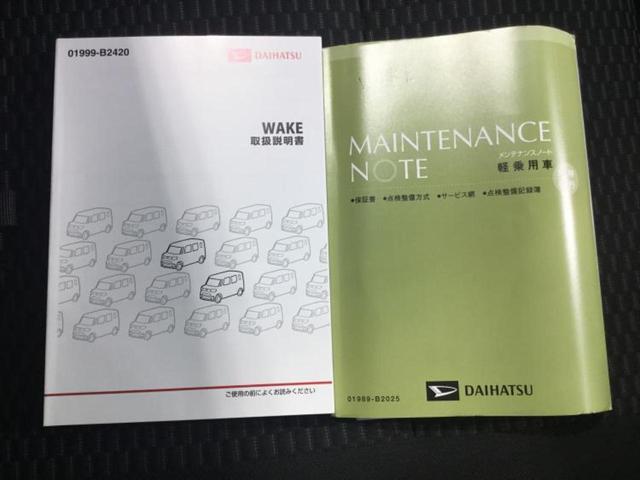 01999-B2420
DAIHATSU
WAKE
取扱説明書
ご使用の前によくお読みください
MAINTENANCE
NOTE
メンテナンスノート
軽乗用車
●保証書 ●点検整備方式 ●サービス網 ●点検整備記録簿
DAIHATSU
01989-B2025